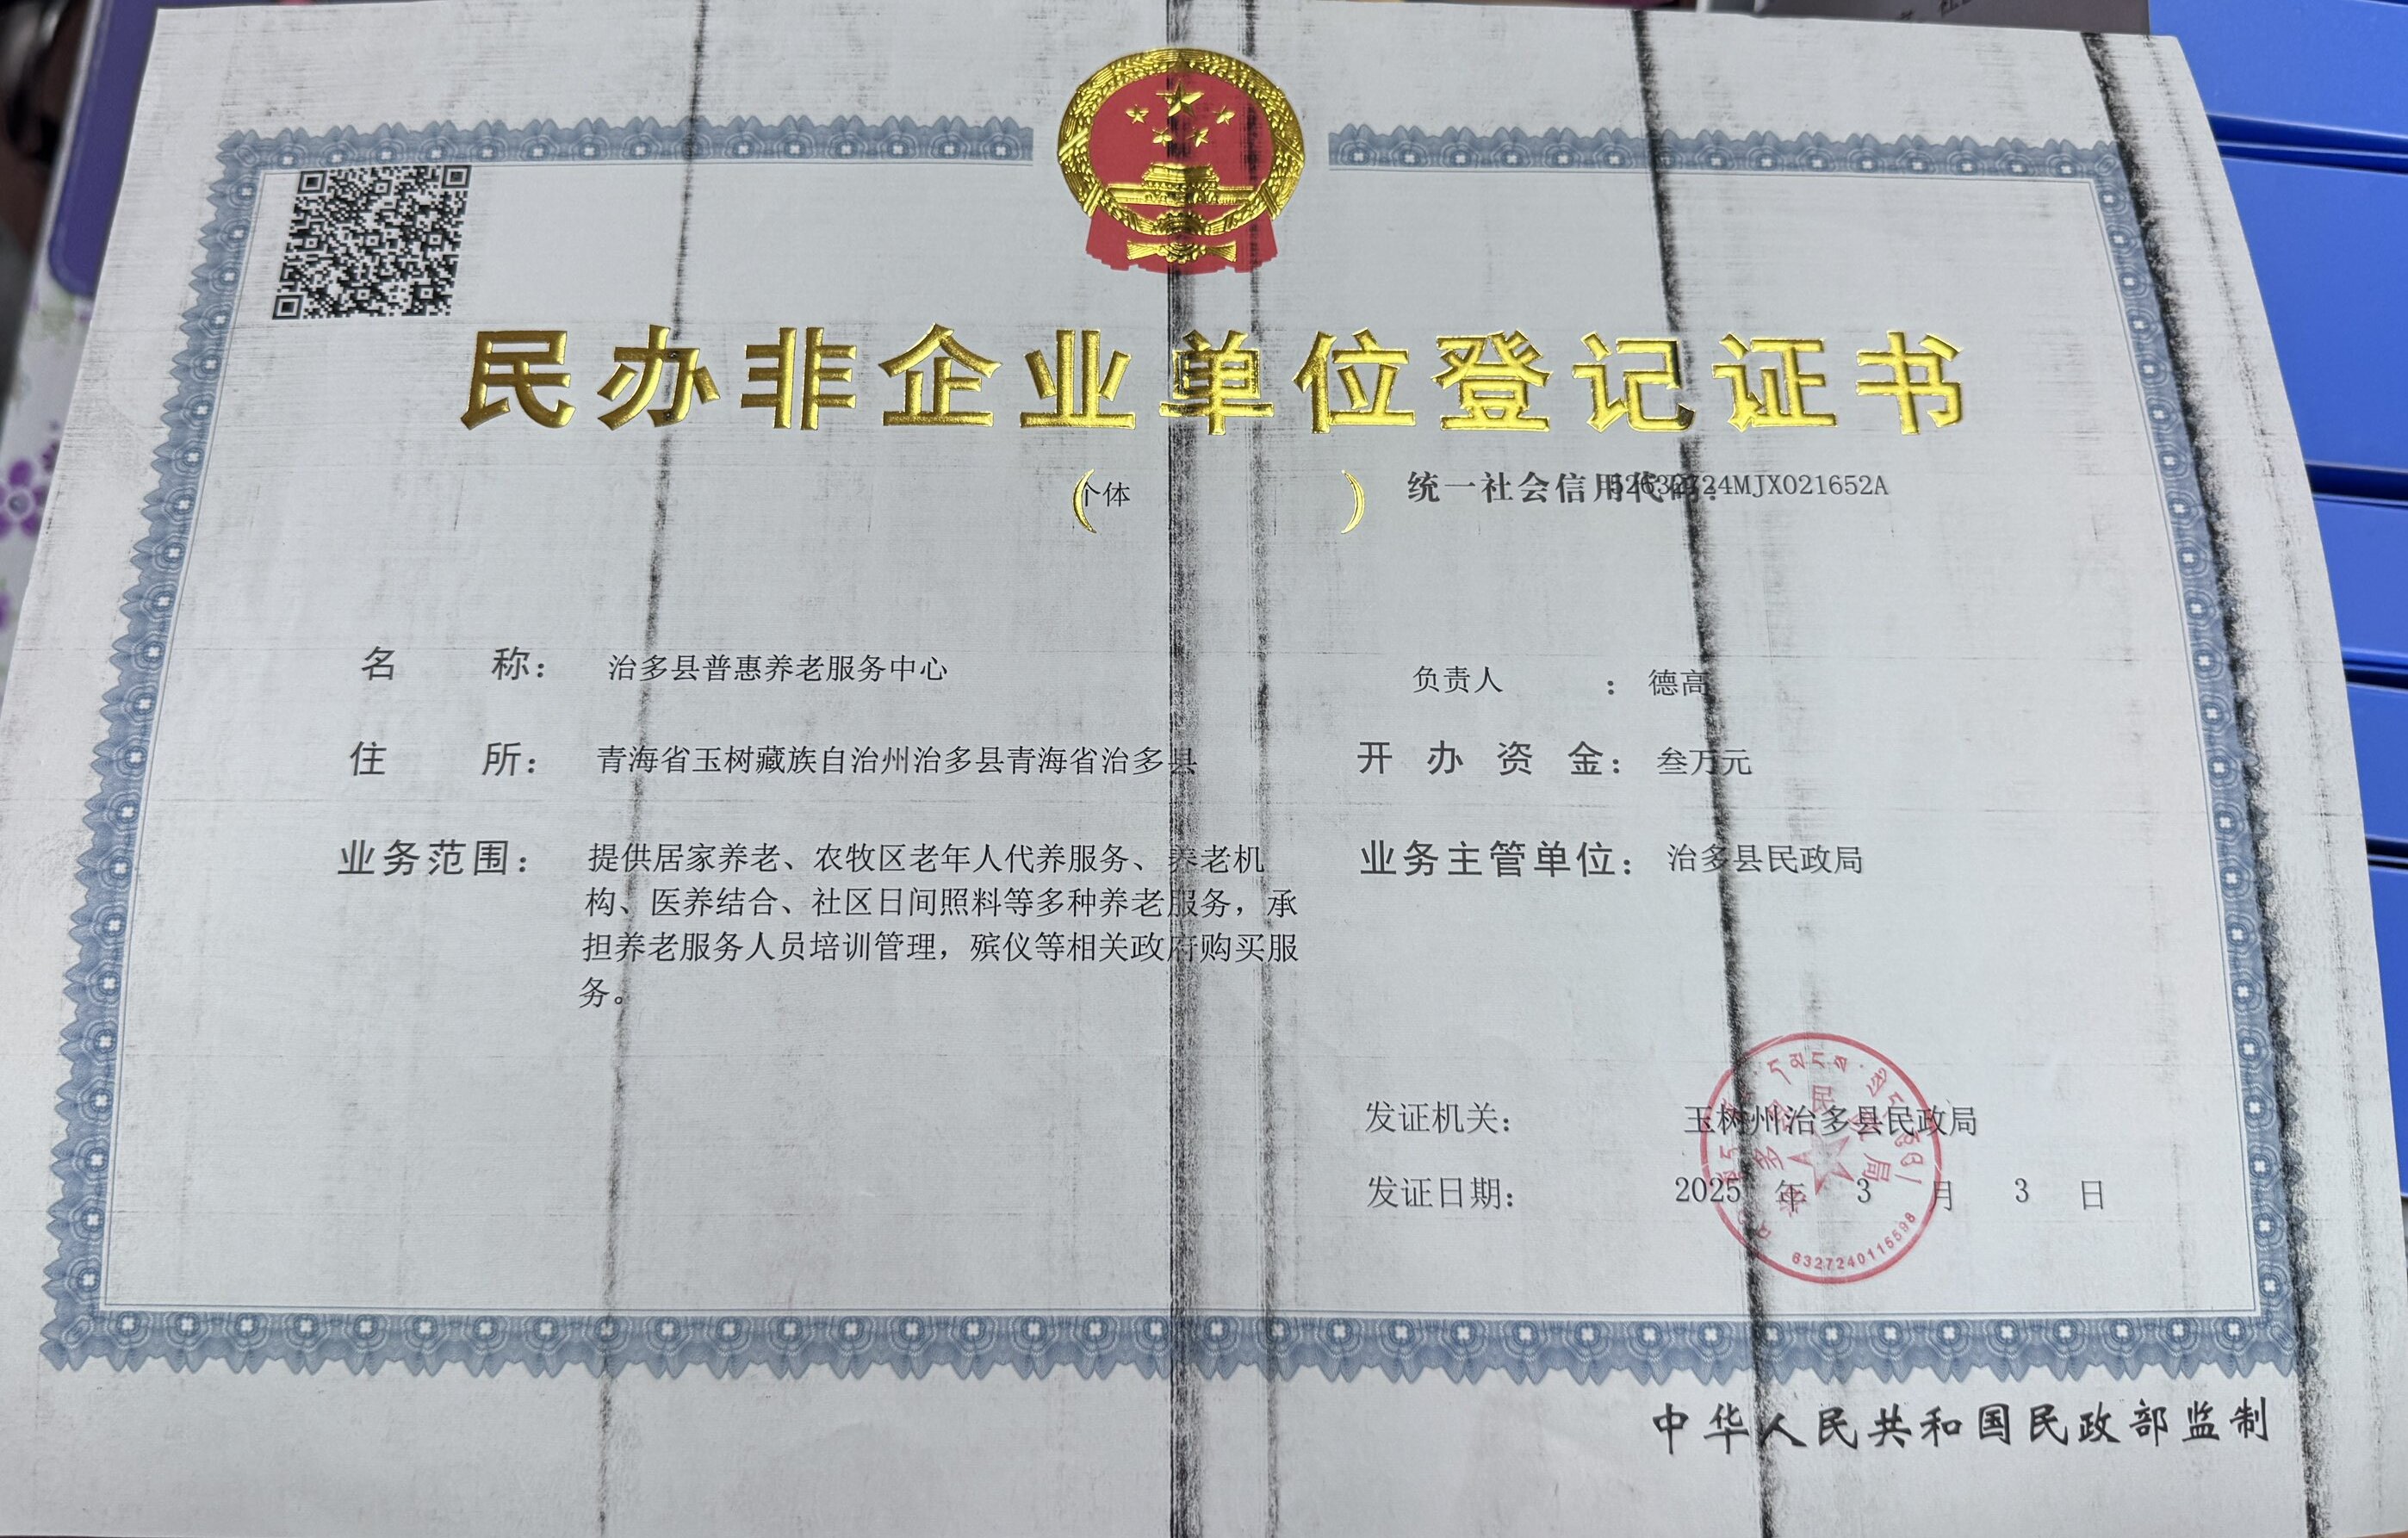 民办非企业单位登记证书
（个体）
统一社会信用代码：52632724MJX021652A
名称：治多县普惠养老服务中心
负责人：德高
住所：青海省玉树藏族自治州治多县青海省治多县
开办资金：叁万元
业务范围：提供居家养老、农牧区老年人代养服务、养老机
构、医养结合、社区日间照料等多种养老服务，承
担养老服务人员培训管理，殡仪等相关政府购买服
务。
业务主管单位：治多县民政局
发证机关：玉树州治多县民政局
发证日期：2025年3月3日
6327240115598
中华人民共和国民政部监制